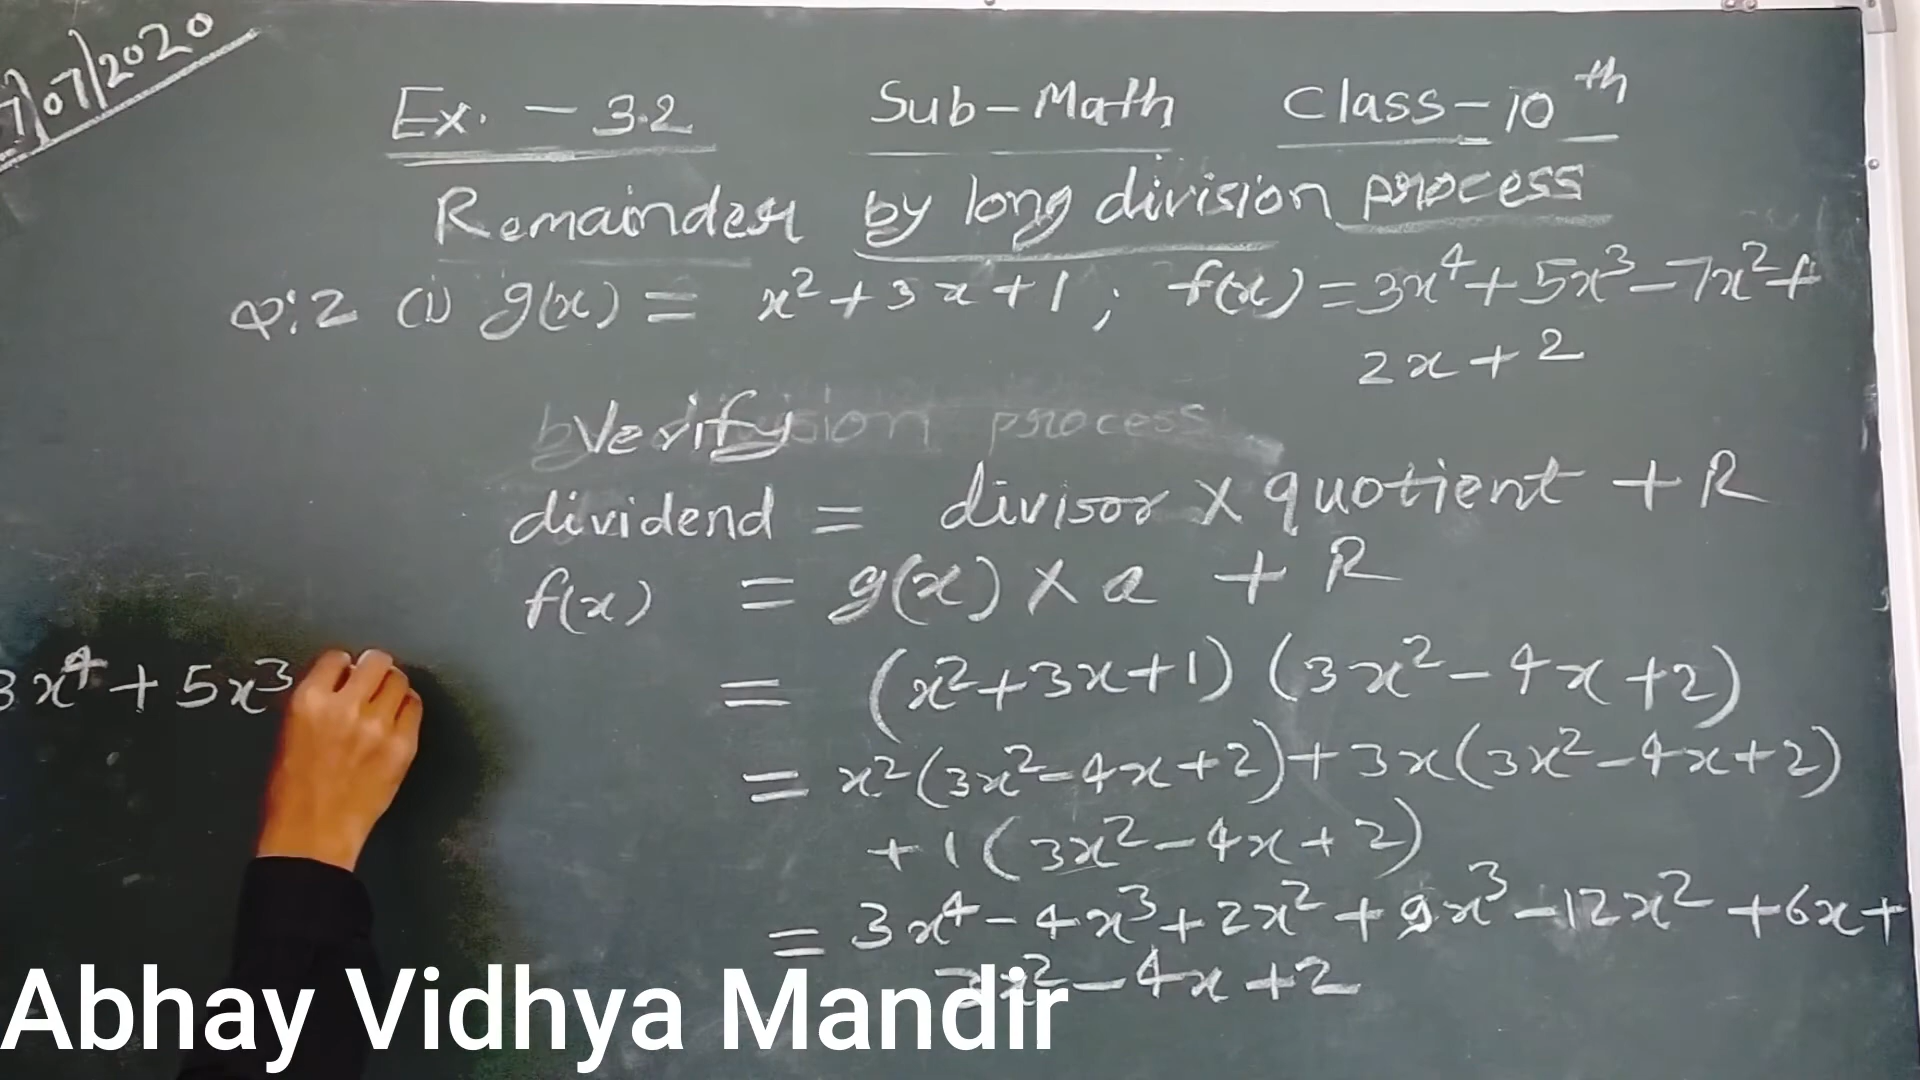 7/07/2020
Ex. - 3.2 Sub-Math Class-10th
Remainder by long division process
Q:2 (i) g(x) = x² + 3x + 1 ; f(x) = 3x⁴ + 5x³ - 7x² +
2x + 2
Verify
process
dividend = divisor × quotient + R
f(x) = g(x) × a + R
= (x² + 3x + 1) (3x² - 4x + 2)
3x⁴ + 5x³
= x² (3x² - 4x + 2) + 3x (3x² - 4x + 2)
+ 1 (3x² - 4x + 2)
= 3x⁴ - 4x³ + 2x² + 9x³ - 12x² + 6x +
3x² - 4x + 2
Abhay Vidhya Mandir